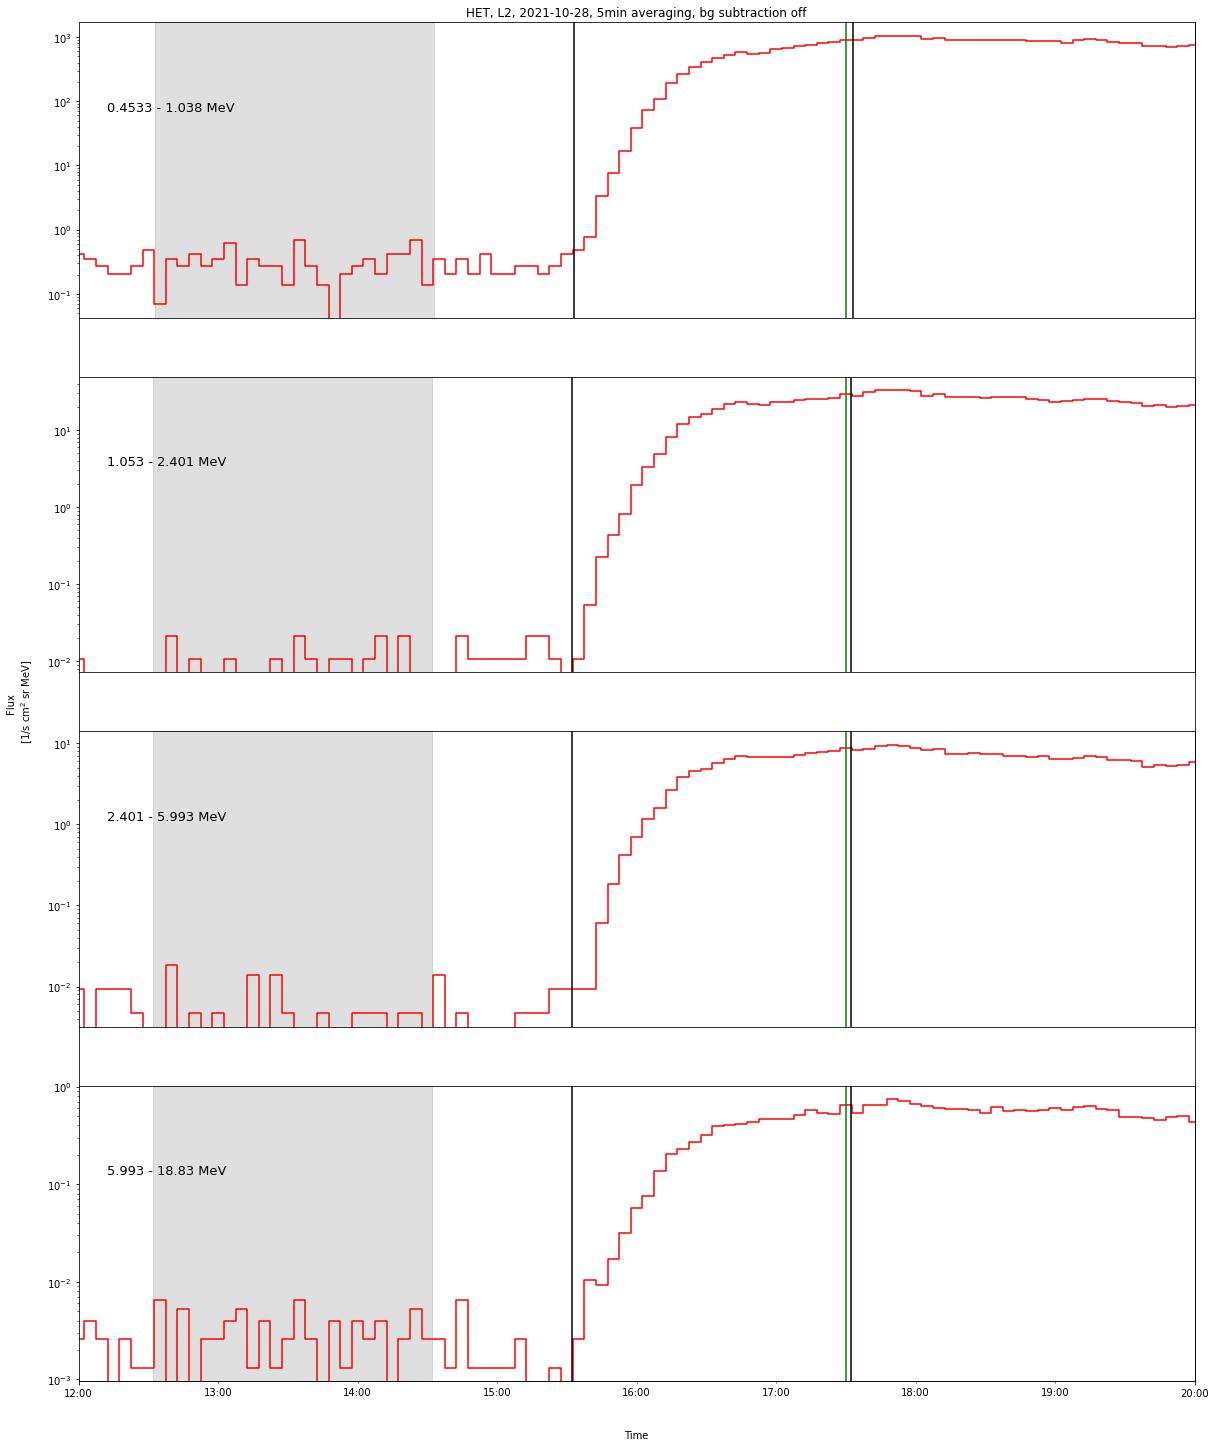 HET, L2, 2021-10-28, 5min averaging, bg subtraction off
10³
10²
10¹
10⁰
10⁻¹
0.4533 - 1.038 MeV
10¹
10⁰
10⁻¹
10⁻²
1.053 - 2.401 MeV
Flux
[1/s cm² sr MeV]
10¹
10⁰
10⁻¹
10⁻²
2.401 - 5.993 MeV
10⁰
10⁻¹
10⁻²
10⁻³
5.993 - 18.83 MeV
12:00 13:00 14:00 15:00 16:00 17:00 18:00 19:00 20:00
Time